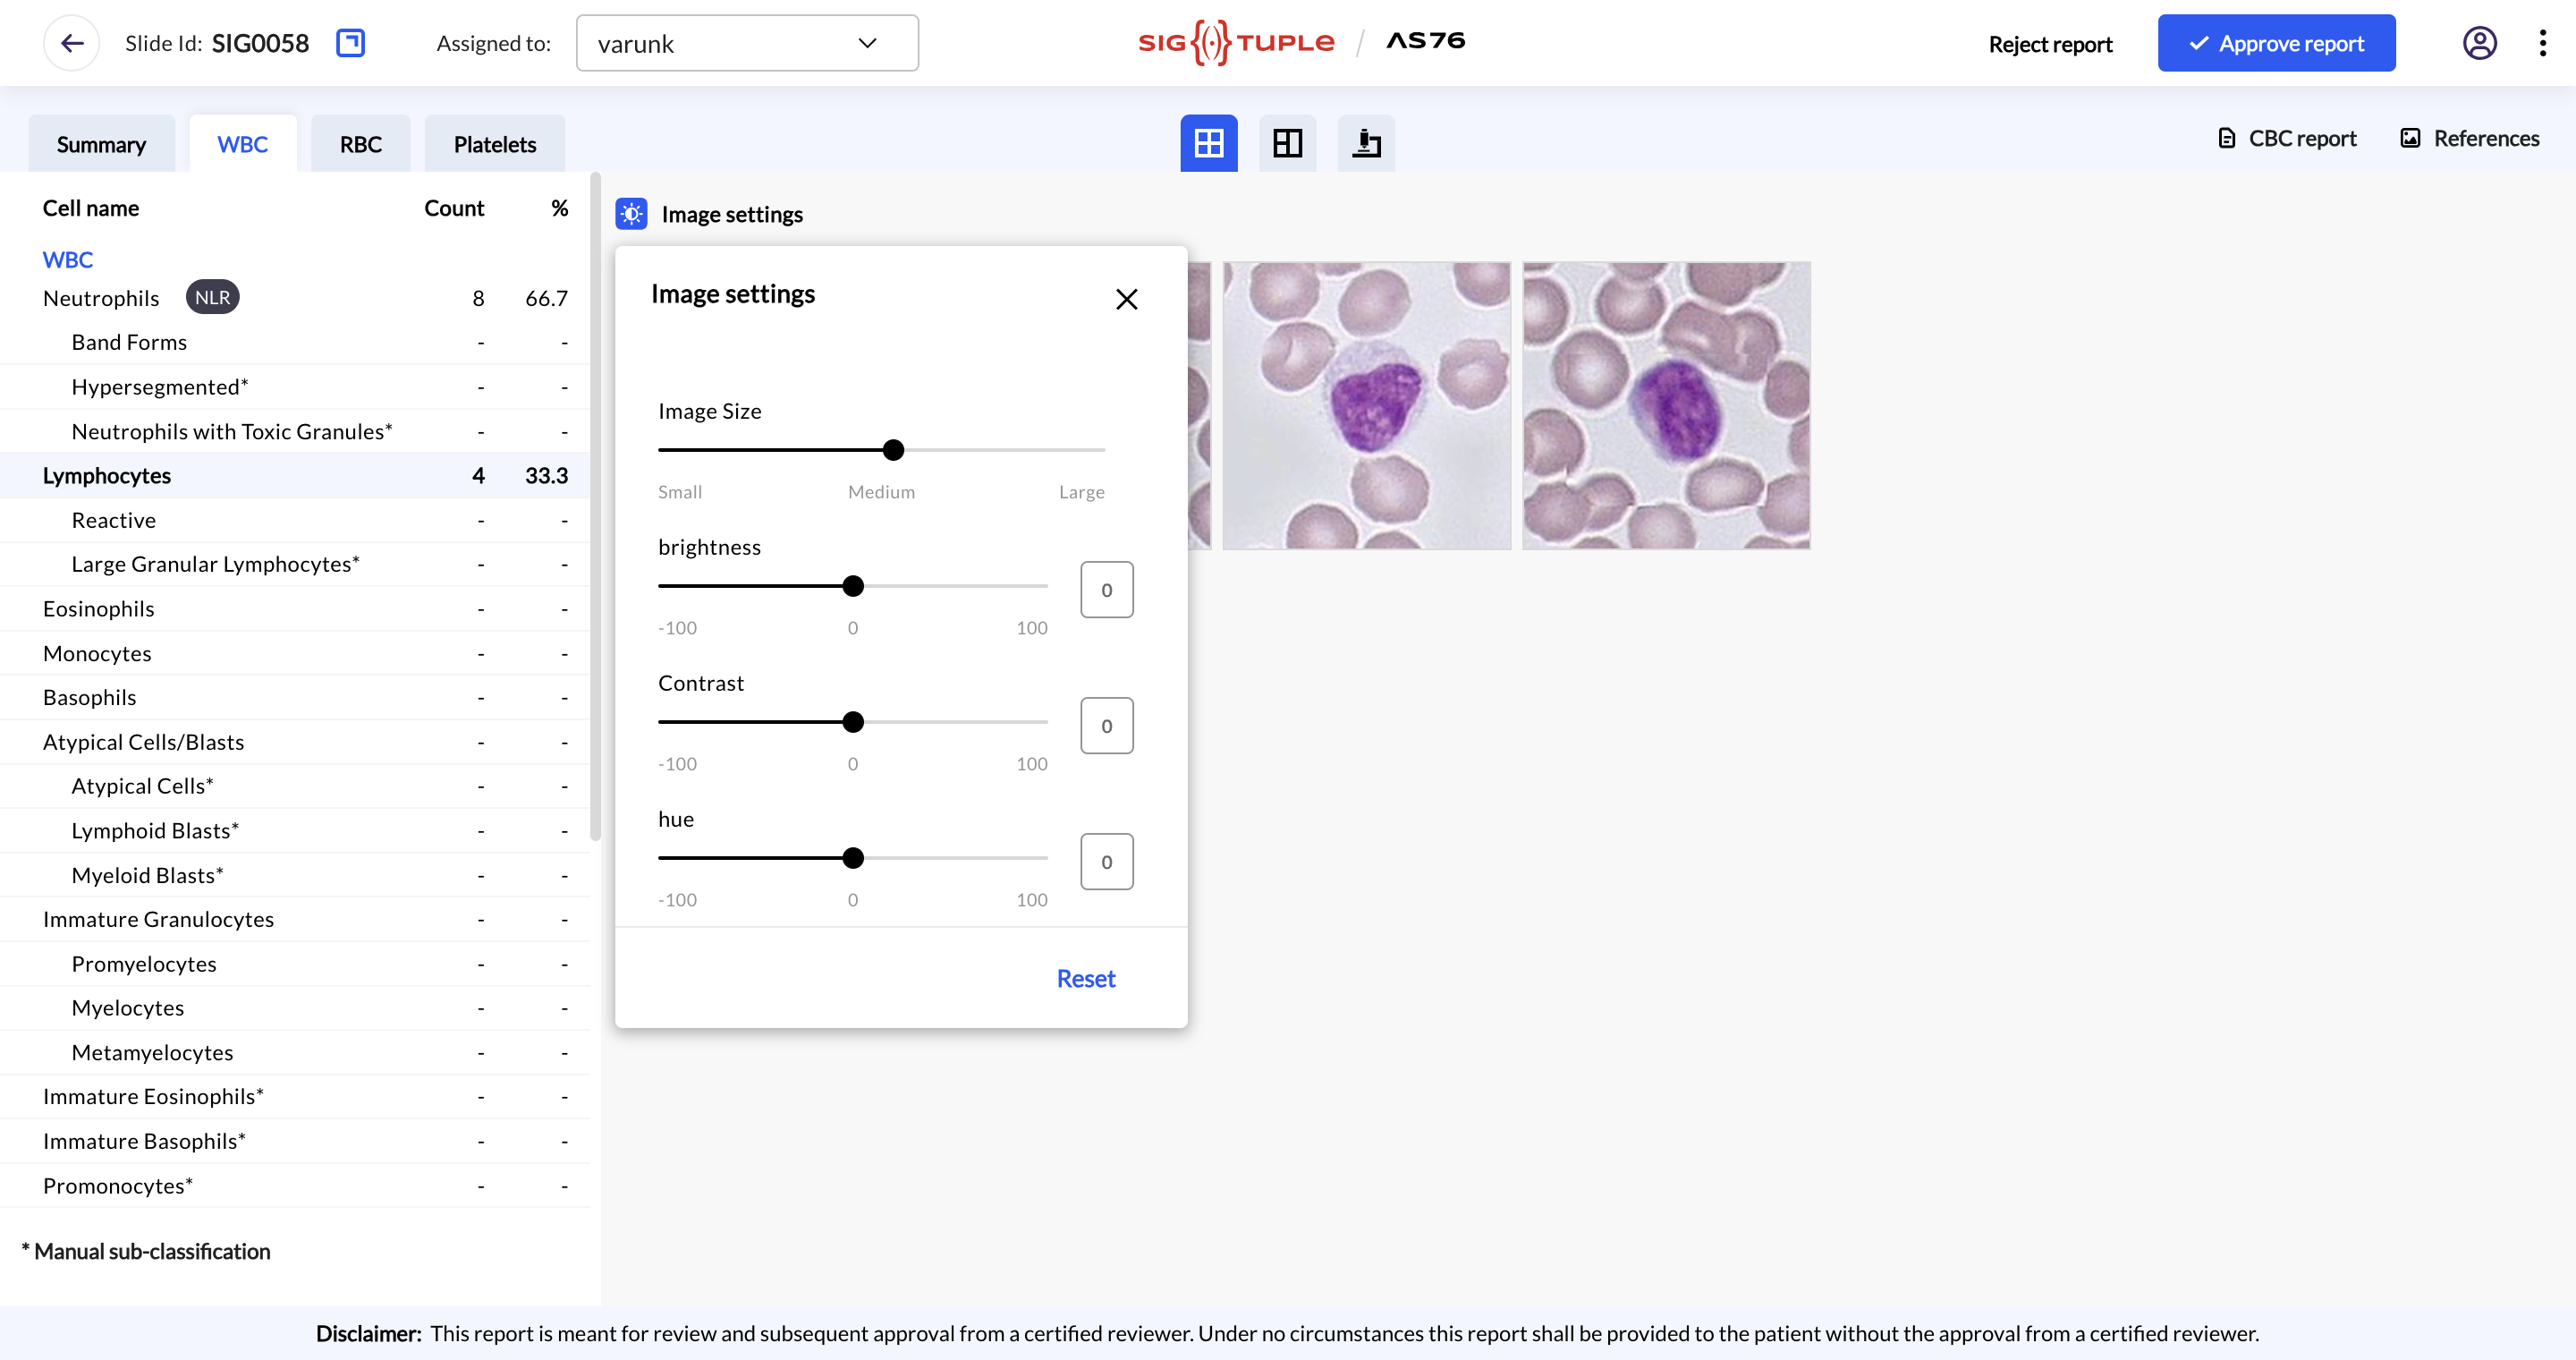 Slide Id: SIG0058
Assigned to: varunk
SIG TUPLE / AS76
Reject report
Approve report
Summary
WBC
RBC
Platelets
CBC report
References
Cell name Count %
WBC
Neutrophils NLR 8 66.7
Band Forms - -
Hypersegmented* - -
Neutrophils with Toxic Granules* - -
Lymphocytes 4 33.3
Reactive - -
Large Granular Lymphocytes* - -
Eosinophils - -
Monocytes - -
Basophils - -
Atypical Cells/Blasts - -
Atypical Cells* - -
Lymphoid Blasts* - -
Myeloid Blasts* - -
Immature Granulocytes - -
Promyelocytes - -
Myelocytes - -
Metamyelocytes - -
Immature Eosinophils* - -
Immature Basophils* - -
Promonocytes* - -
* Manual sub-classification
Image settings
Image settings
Image Size
Small Medium Large
brightness
0
-100 0 100
Contrast
0
-100 0 100
hue
0
-100 0 100
Reset
Disclaimer: This report is meant for review and subsequent approval from a certified reviewer. Under no circumstances this report shall be provided to the patient without the approval from a certified reviewer.